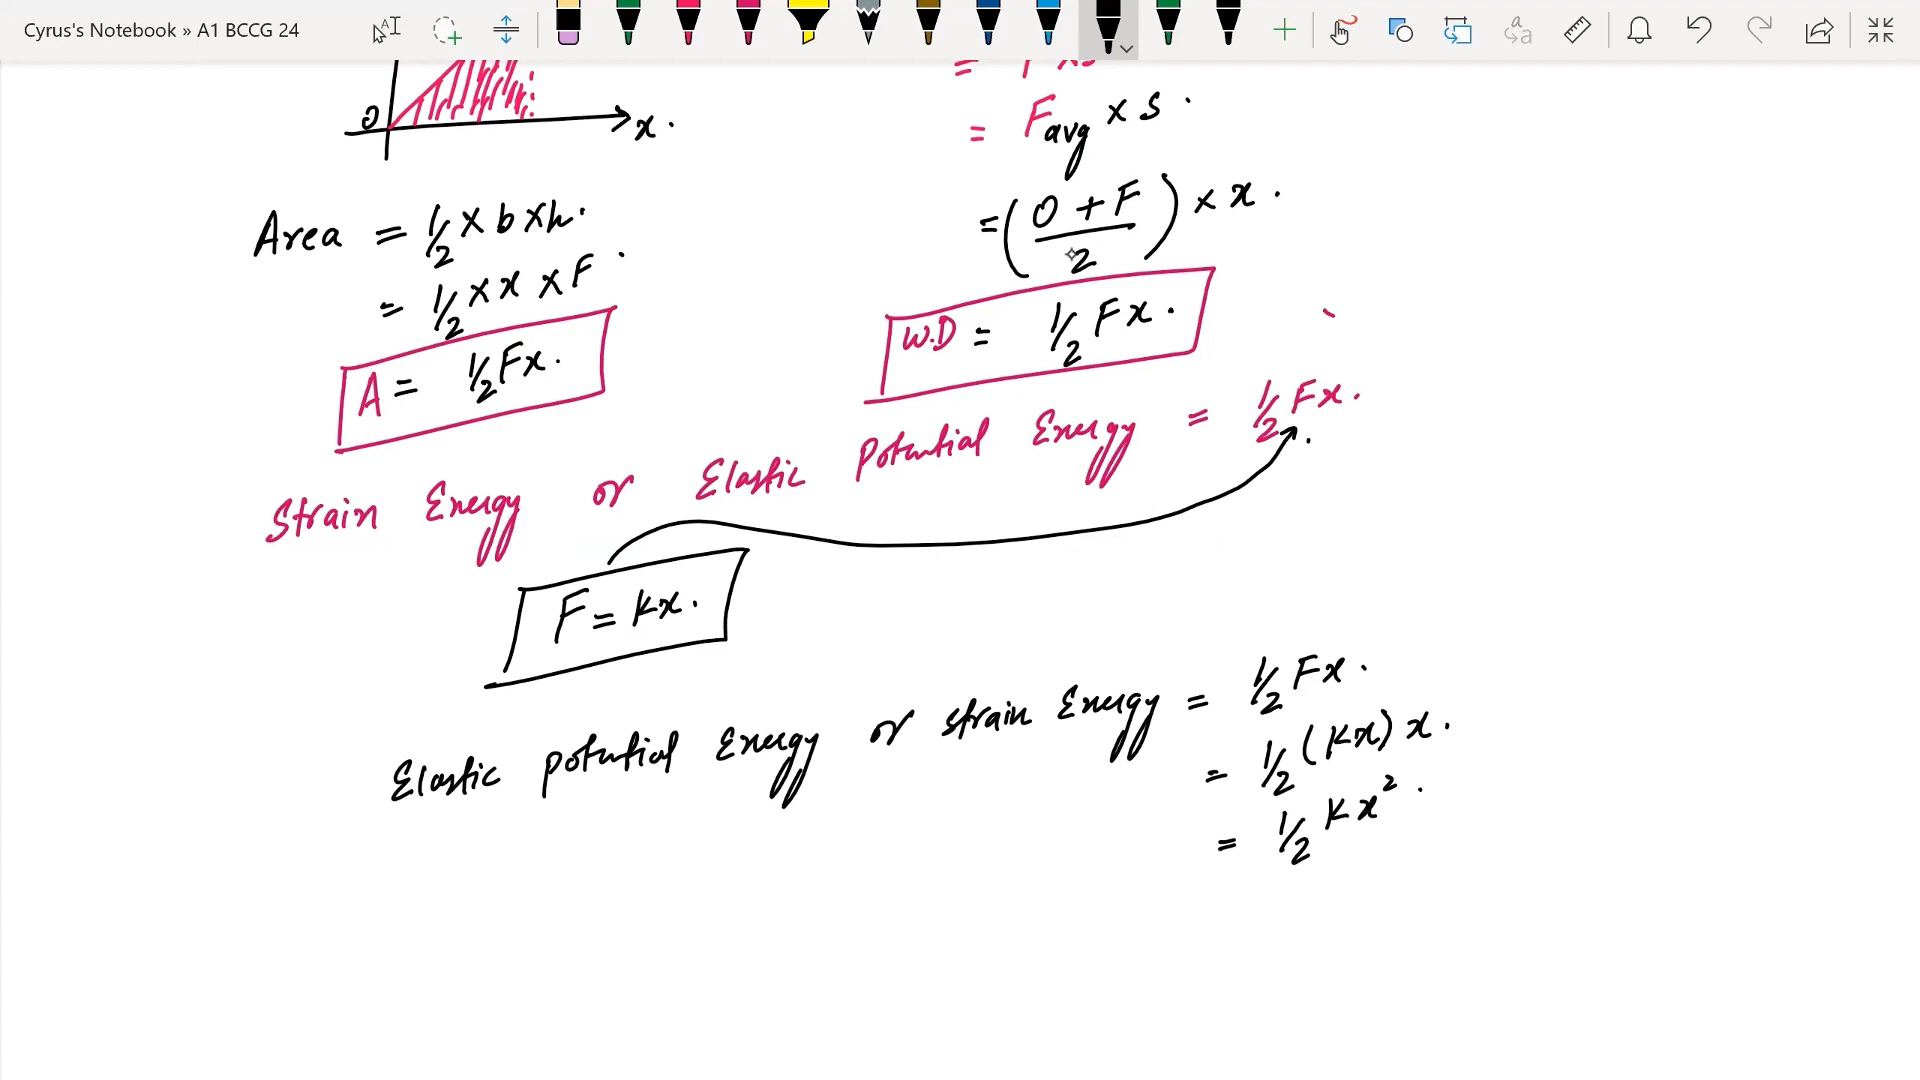 Cyrus's Notebook » A1 BCCG 24
0
x.
= Favg × s.
Area = 1/2 × b × h.
= 1/2 × x × F.
A = 1/2 Fx.
= (0 + F / 2) × x.
W.D = 1/2 Fx.
Strain Energy or Elastic Potential Energy = 1/2 Fx.
F = kx.
Elastic potential Energy or strain Energy = 1/2 Fx.
= 1/2 (kx) x.
= 1/2 kx².